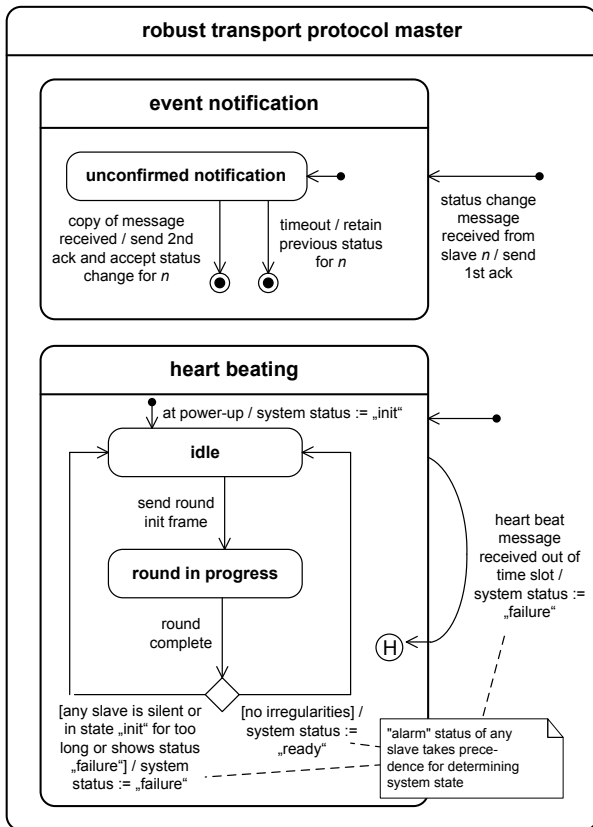 robust transport protocol master
event notification
unconfirmed notification
copy of message
received / send 2nd
ack and accept status
change for n
timeout / retain
previous status
for n
status change
message
received from
slave n / send
1st ack
heart beating
at power-up / system status := „init“
idle
send round
init frame
round in progress
round
complete
H
heart beat
message
received out of
time slot /
system status :=
„failure“
[any slave is silent or
in state „init“ for too
long or shows status
„failure“] / system
status := „failure“
[no irregularities] /
system status :=
„ready“
"alarm" status of any
slave takes prece-
dence for determining
system state